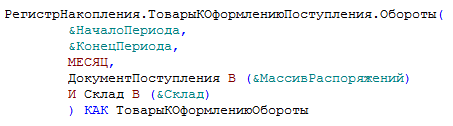 РегистрНакопления.ТоварыКОформлениюПоступления.Обороты(
&НачалоПериода,
&КонецПериода,
МЕСЯЦ,
ДокументПоступления В (&МассивРаспоряжений)
И Склад В (&Склад)
) КАК ТоварыКОформлениюОбороты